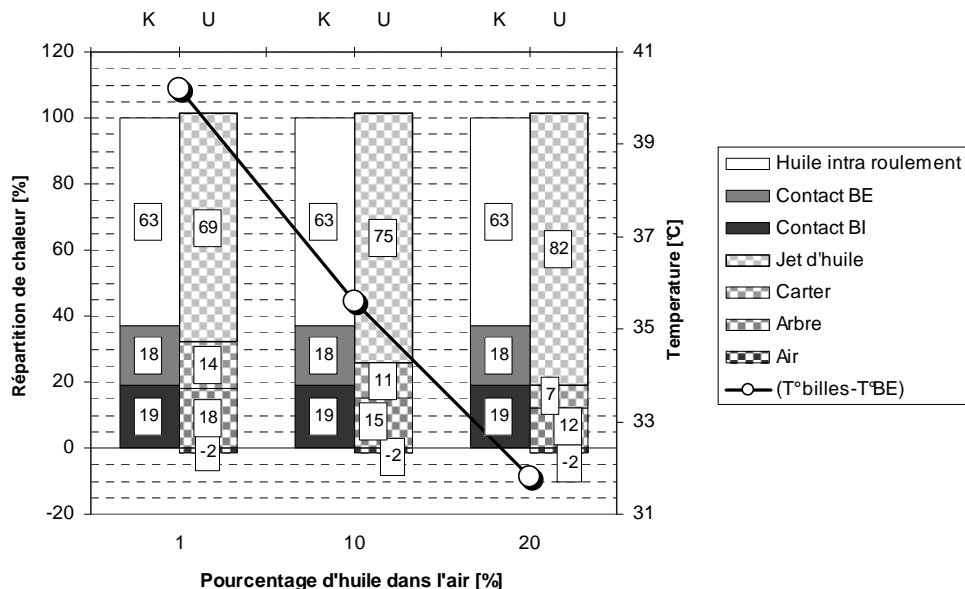 K U K U K U
120 41
100 39
80 37
60 35
40 33
20 31
0
-20
63 69 63 75 63 82
18 14 18 11 18 7
19 18 19 15 19 12
-2 -2 -2
1 10 20
Répartition de chaleur [%]
Temperature [°C]
Pourcentage d'huile dans l'air [%]
Huile intra roulement
Contact BE
Contact BI
Jet d'huile
Carter
Arbre
Air
(T°billes-T°BE)